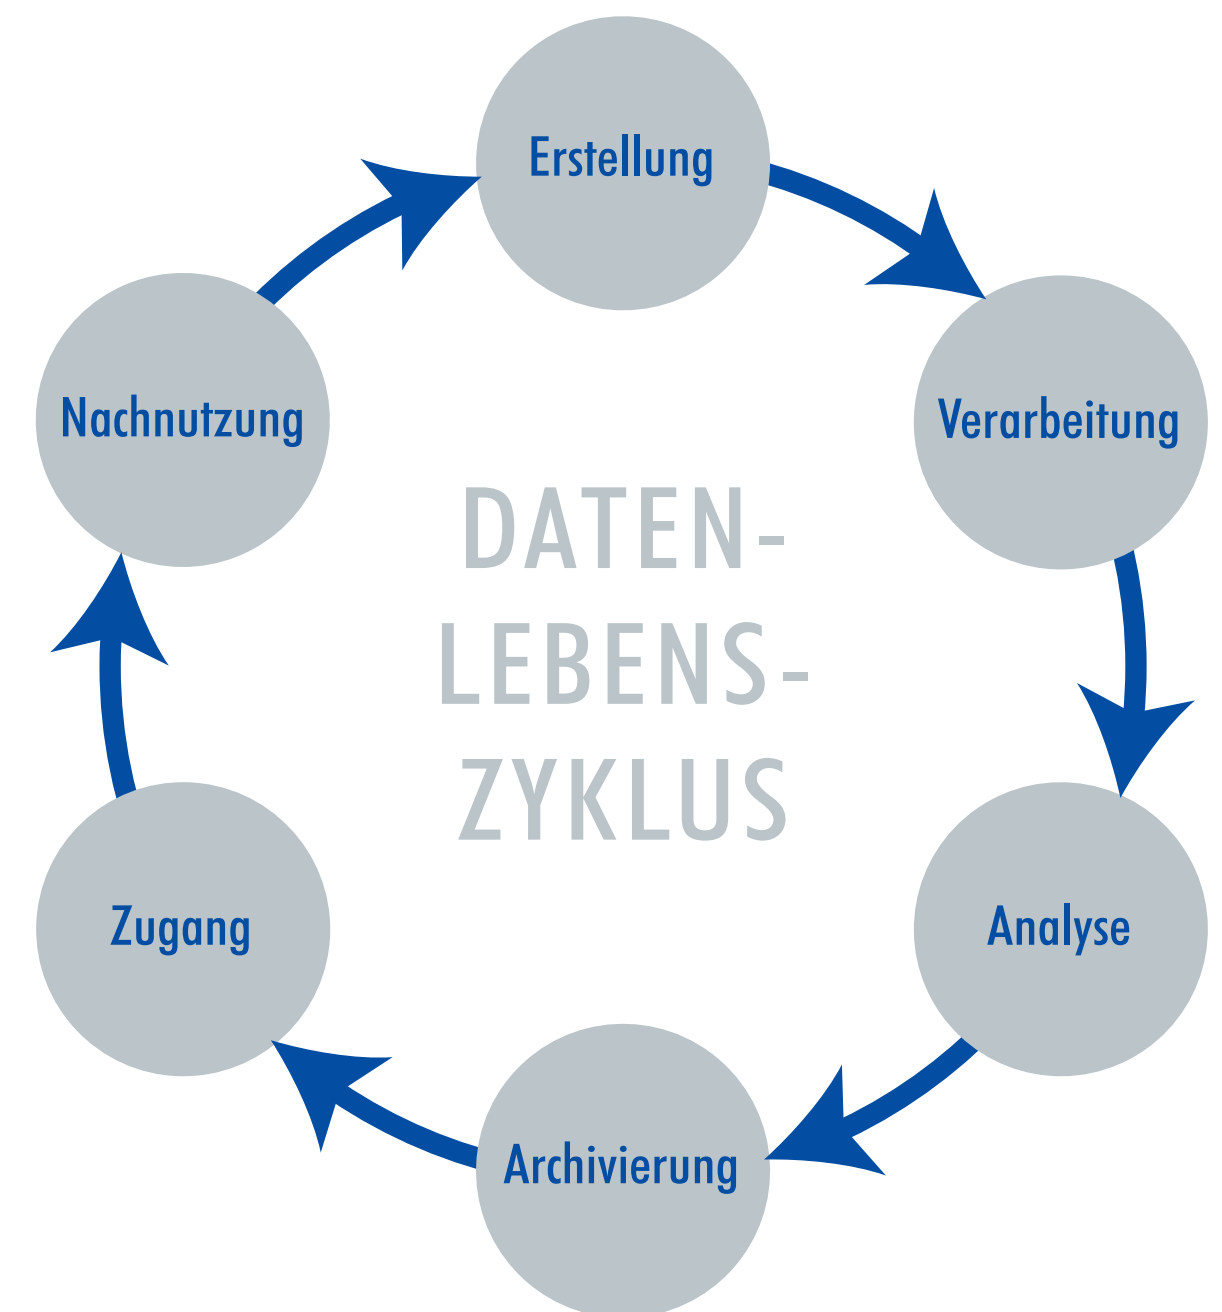 Erstellung
Verarbeitung
Analyse
Archivierung
Zugang
Nachnutzung
DATEN-
LEBENS-
ZYKLUS